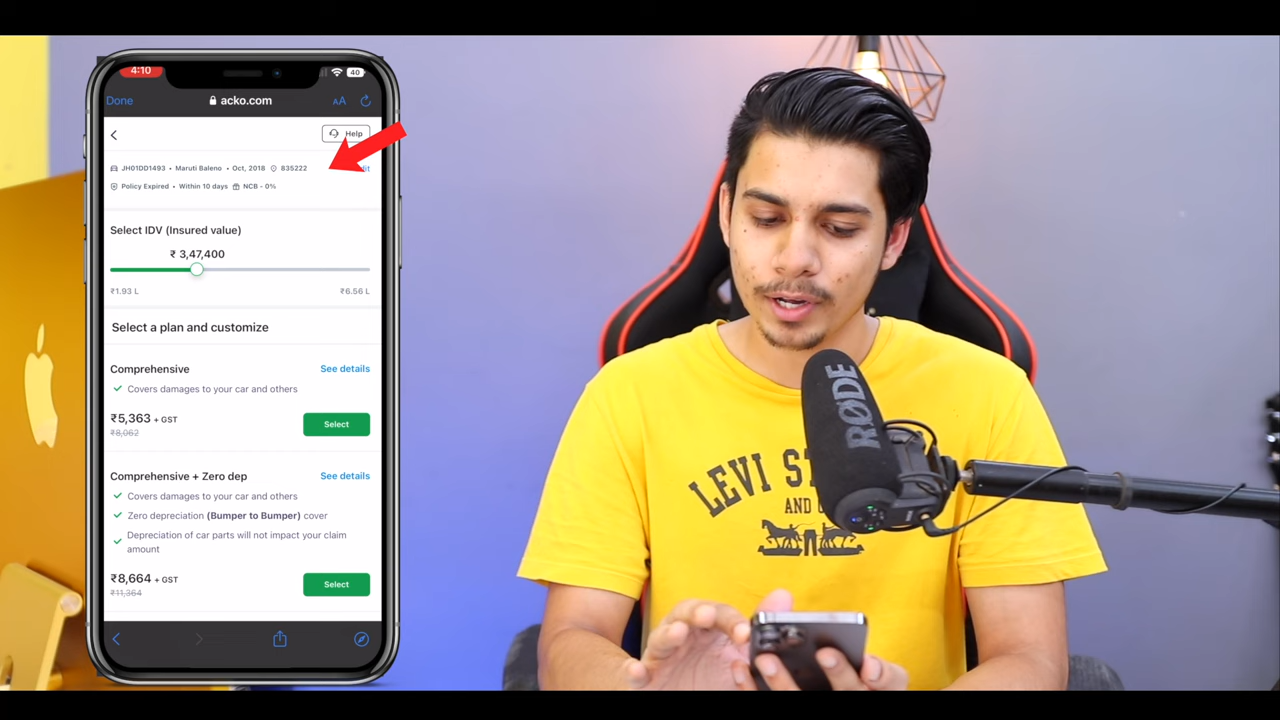 4:10
40
Done
acko.com
AA
Help
JH01DD1493 • Maruti Baleno • Oct, 2018 835222
Policy Expired • Within 10 days NCB - 0%
Select IDV (Insured value)
₹ 3,47,400
₹1.93 L ₹6.56 L
Select a plan and customize
Comprehensive See details
Covers damages to your car and others
₹5,363 + GST
₹8,062
Select
Comprehensive + Zero dep See details
Covers damages to your car and others
Zero depreciation (Bumper to Bumper) cover
Depreciation of car parts will not impact your claim
amount
₹8,664 + GST
₹11,364
Select
RØDE
LEVI
AND